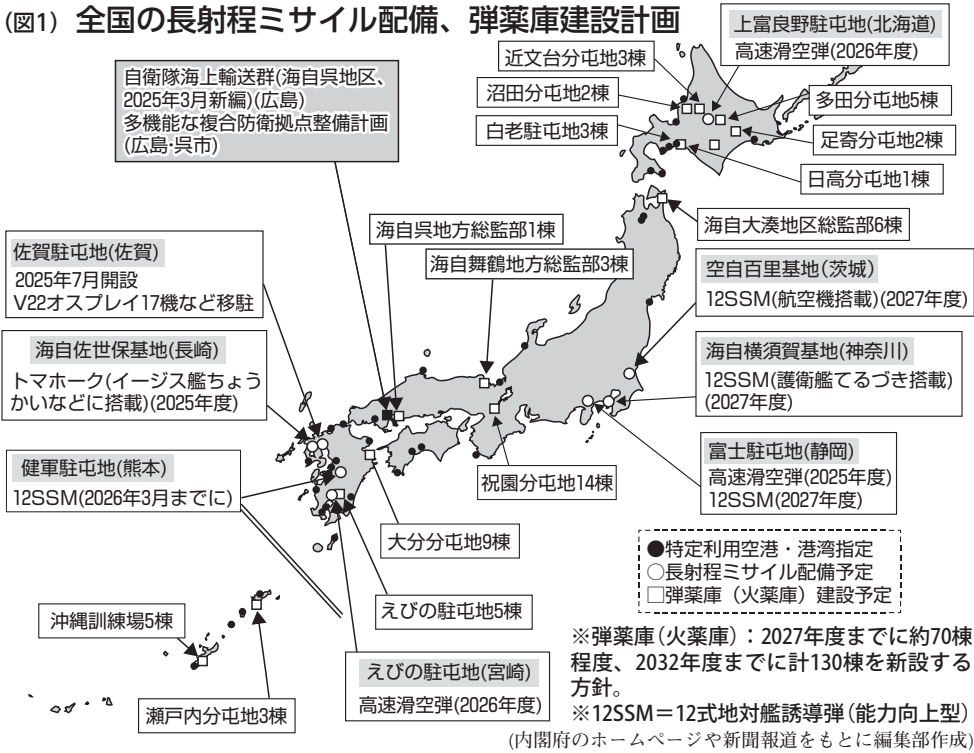 (図1) 全国の長射程ミサイル配備、弾薬庫建設計画
自衛隊海上輸送群(海自呉地区、
2025年3月新編)(広島)
多機能な複合防衛拠点整備計画
(広島・呉市)
近文台分屯地3棟
沼田分屯地2棟
白老駐屯地3棟
上富良野駐屯地(北海道)
高速滑空弾(2026年度)
多田分屯地5棟
足寄分屯地2棟
日高分屯地1棟
海自大湊地区総監部6棟
海自呉地方総監部1棟
海自舞鶴地方総監部3棟
佐賀駐屯地(佐賀)
2025年7月開設
V22オスプレイ17機など移駐
海自佐世保基地(長崎)
トマホーク(イージス艦ちょう
かいなどに搭載)(2025年度)
健軍駐屯地(熊本)
12SSM(2026年3月までに)
空自百里基地(茨城)
12SSM(航空機搭載)(2027年度)
海自横須賀基地(神奈川)
12SSM(護衛艦てるづき搭載)
(2027年度)
富士駐屯地(静岡)
高速滑空弾(2025年度)
12SSM(2027年度)
祝園分屯地14棟
大分分屯地9棟
えびの駐屯地5棟
えびの駐屯地(宮崎)
高速滑空弾(2026年度)
沖縄訓練場5棟
瀬戸内分屯地3棟
●特定利用空港・港湾指定
○長射程ミサイル配備予定
□弾薬庫（火薬庫）建設予定
※弾薬庫(火薬庫)：2027年度までに約70棟
程度、2032年度までに計130棟を新設する
方針。
※12SSM＝12式地対艦誘導弾(能力向上型)
(内閣府のホームページや新聞報道をもとに編集部作成)